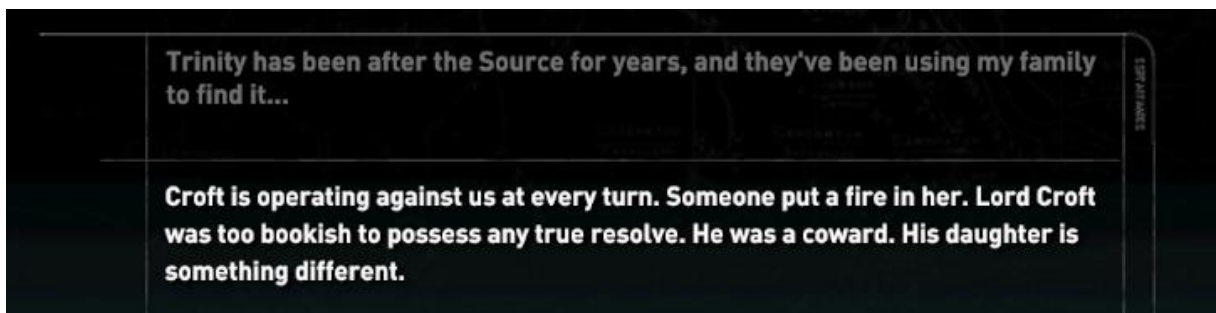 Trinity has been after the Source for years, and they've been using my family
to find it...
Croft is operating against us at every turn. Someone put a fire in her. Lord Croft
was too bookish to possess any true resolve. He was a coward. His daughter is
something different.